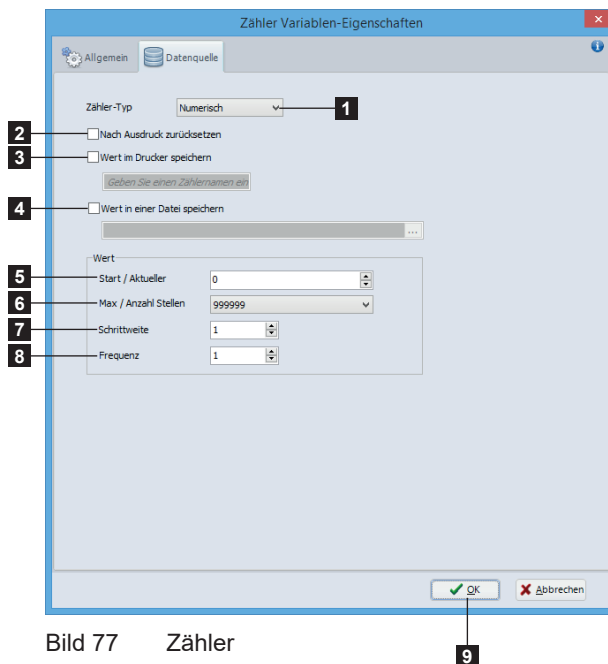 Zähler Variablen-Eigenschaften
Allgemein
Datenquelle
Zähler-Typ
Numerisch
1
2
Nach Ausdruck zurücksetzen
3
Wert im Drucker speichern
Geben Sie einen Zählernamen ein
4
Wert in einer Datei speichern
...
Wert
5
Start / Aktueller
0
6
Max / Anzahl Stellen
999999
7
Schrittweite
1
8
Frequenz
1
OK
Abbrechen
Bild 77 Zähler
9